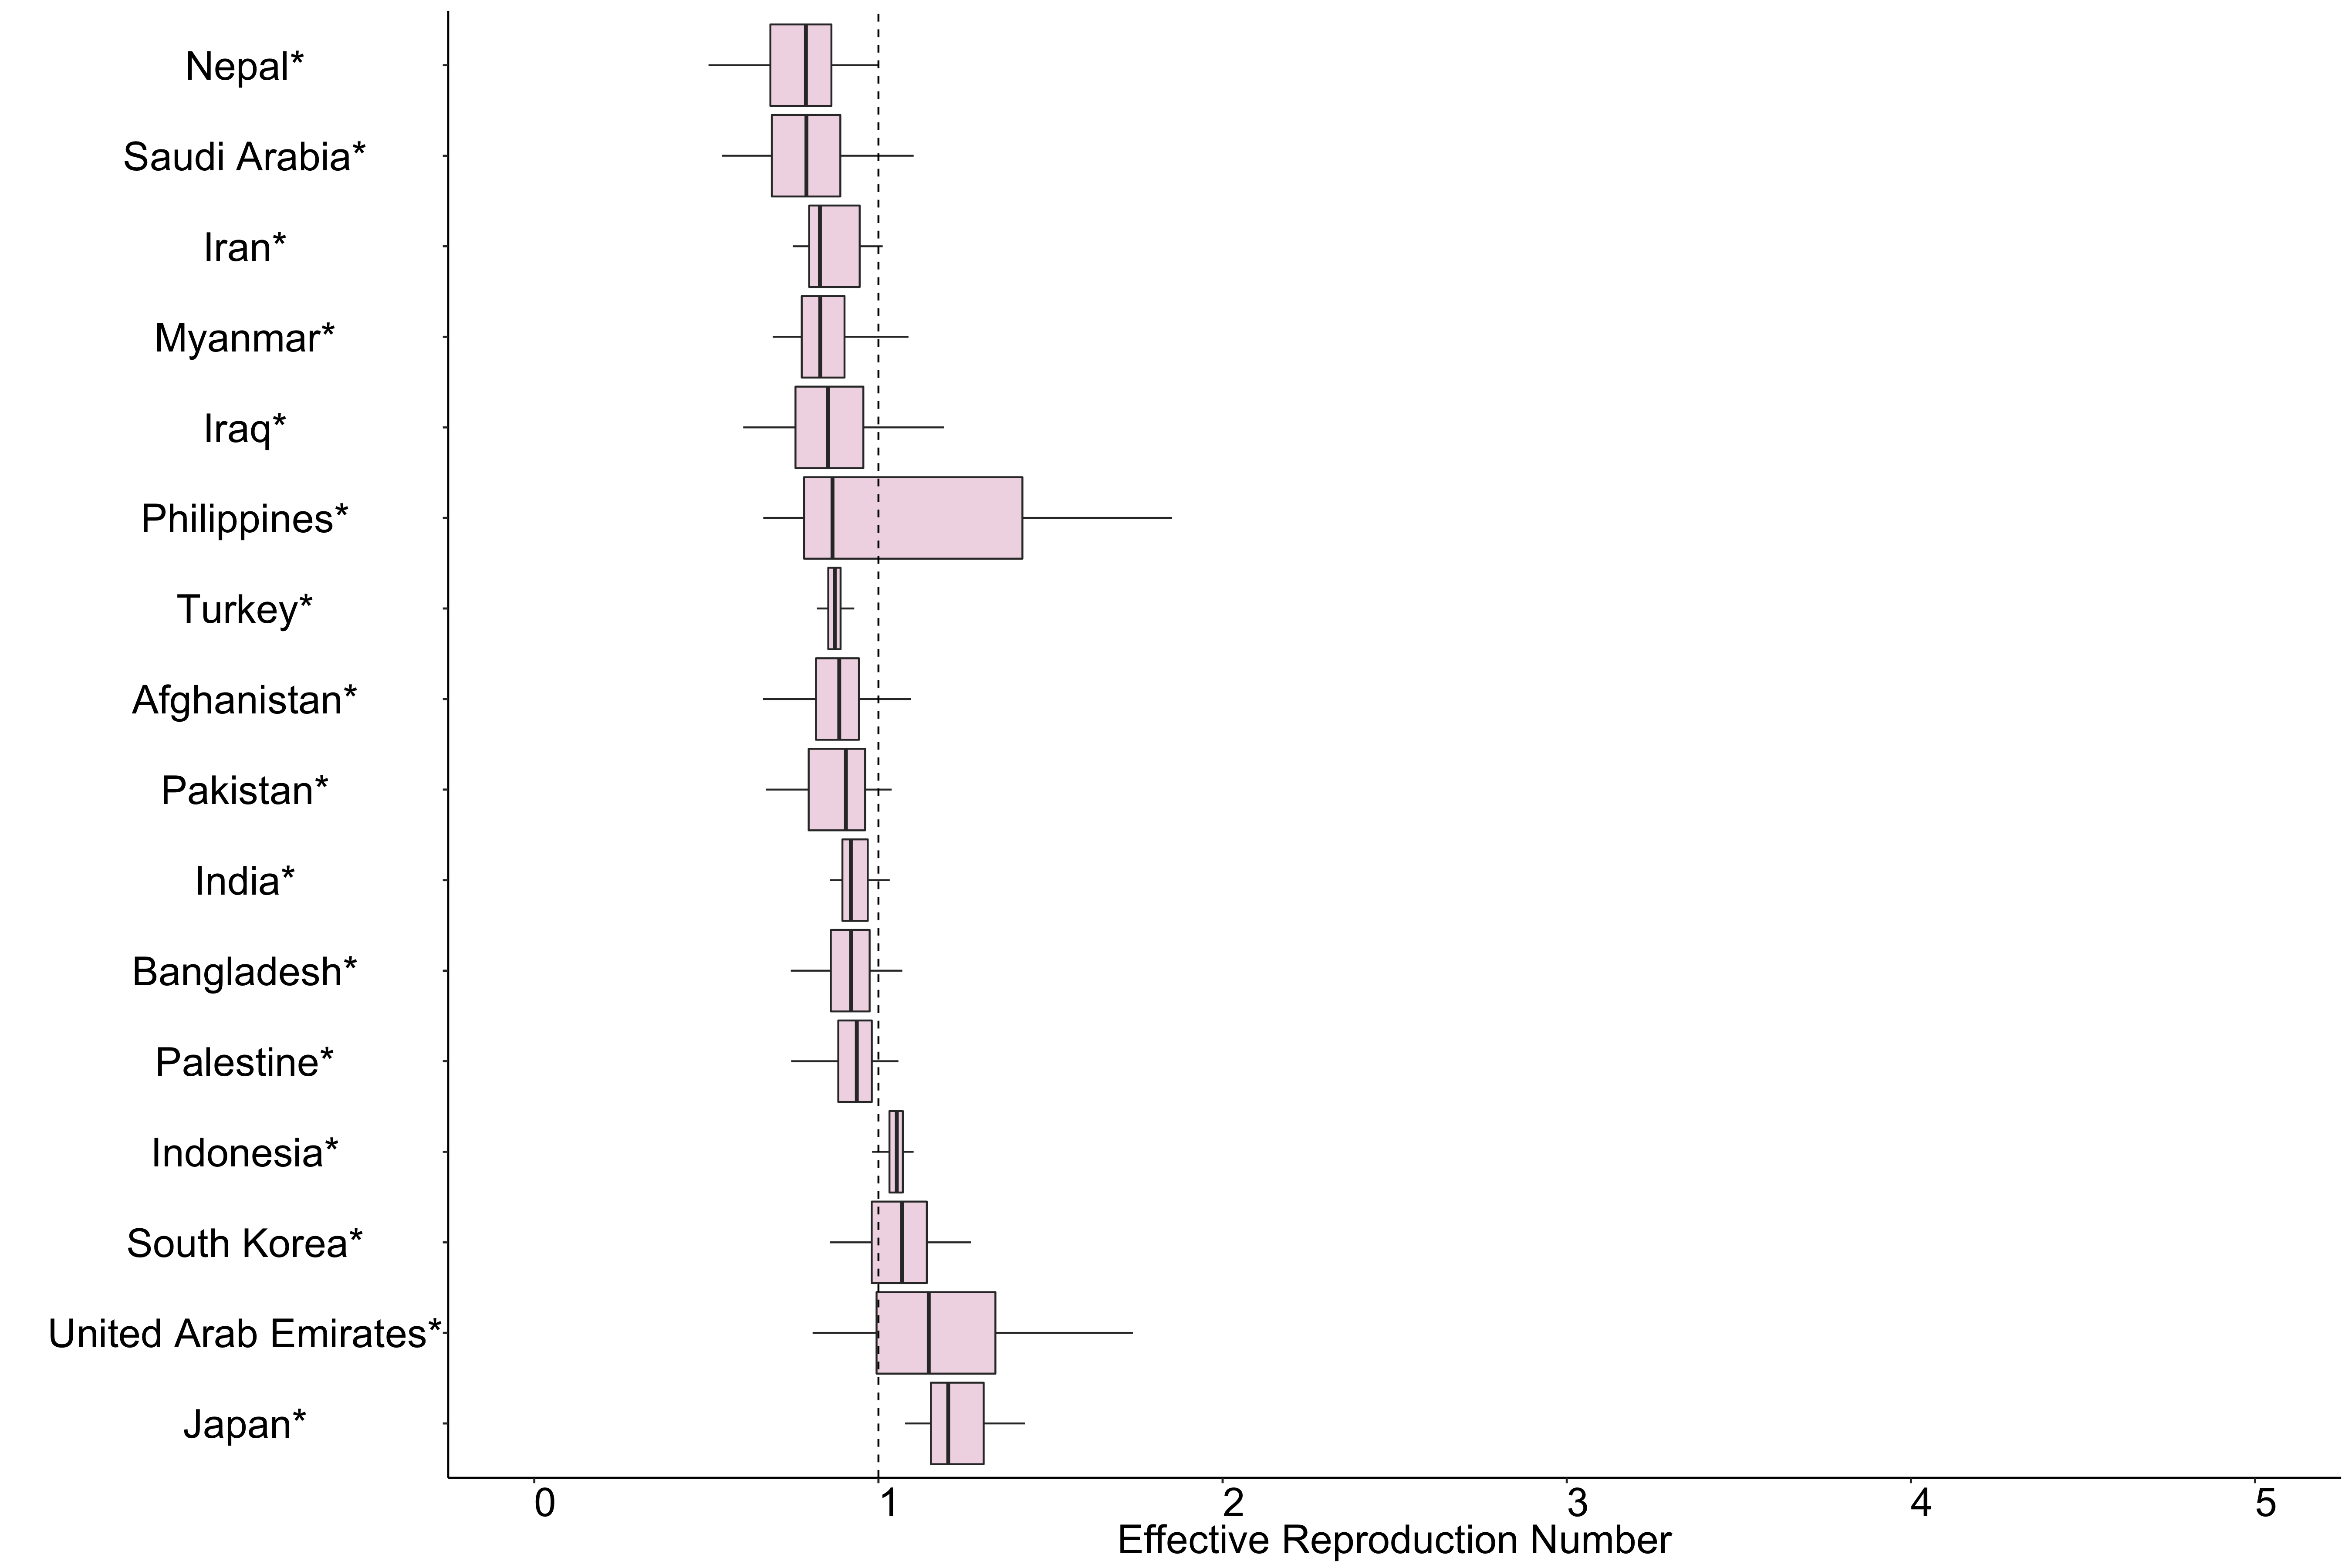 Nepal*
Saudi Arabia*
Iran*
Myanmar*
Iraq*
Philippines*
Turkey*
Afghanistan*
Pakistan*
India*
Bangladesh*
Palestine*
Indonesia*
South Korea*
United Arab Emirates*
Japan*
0 1 2 3 4 5
Effective Reproduction Number